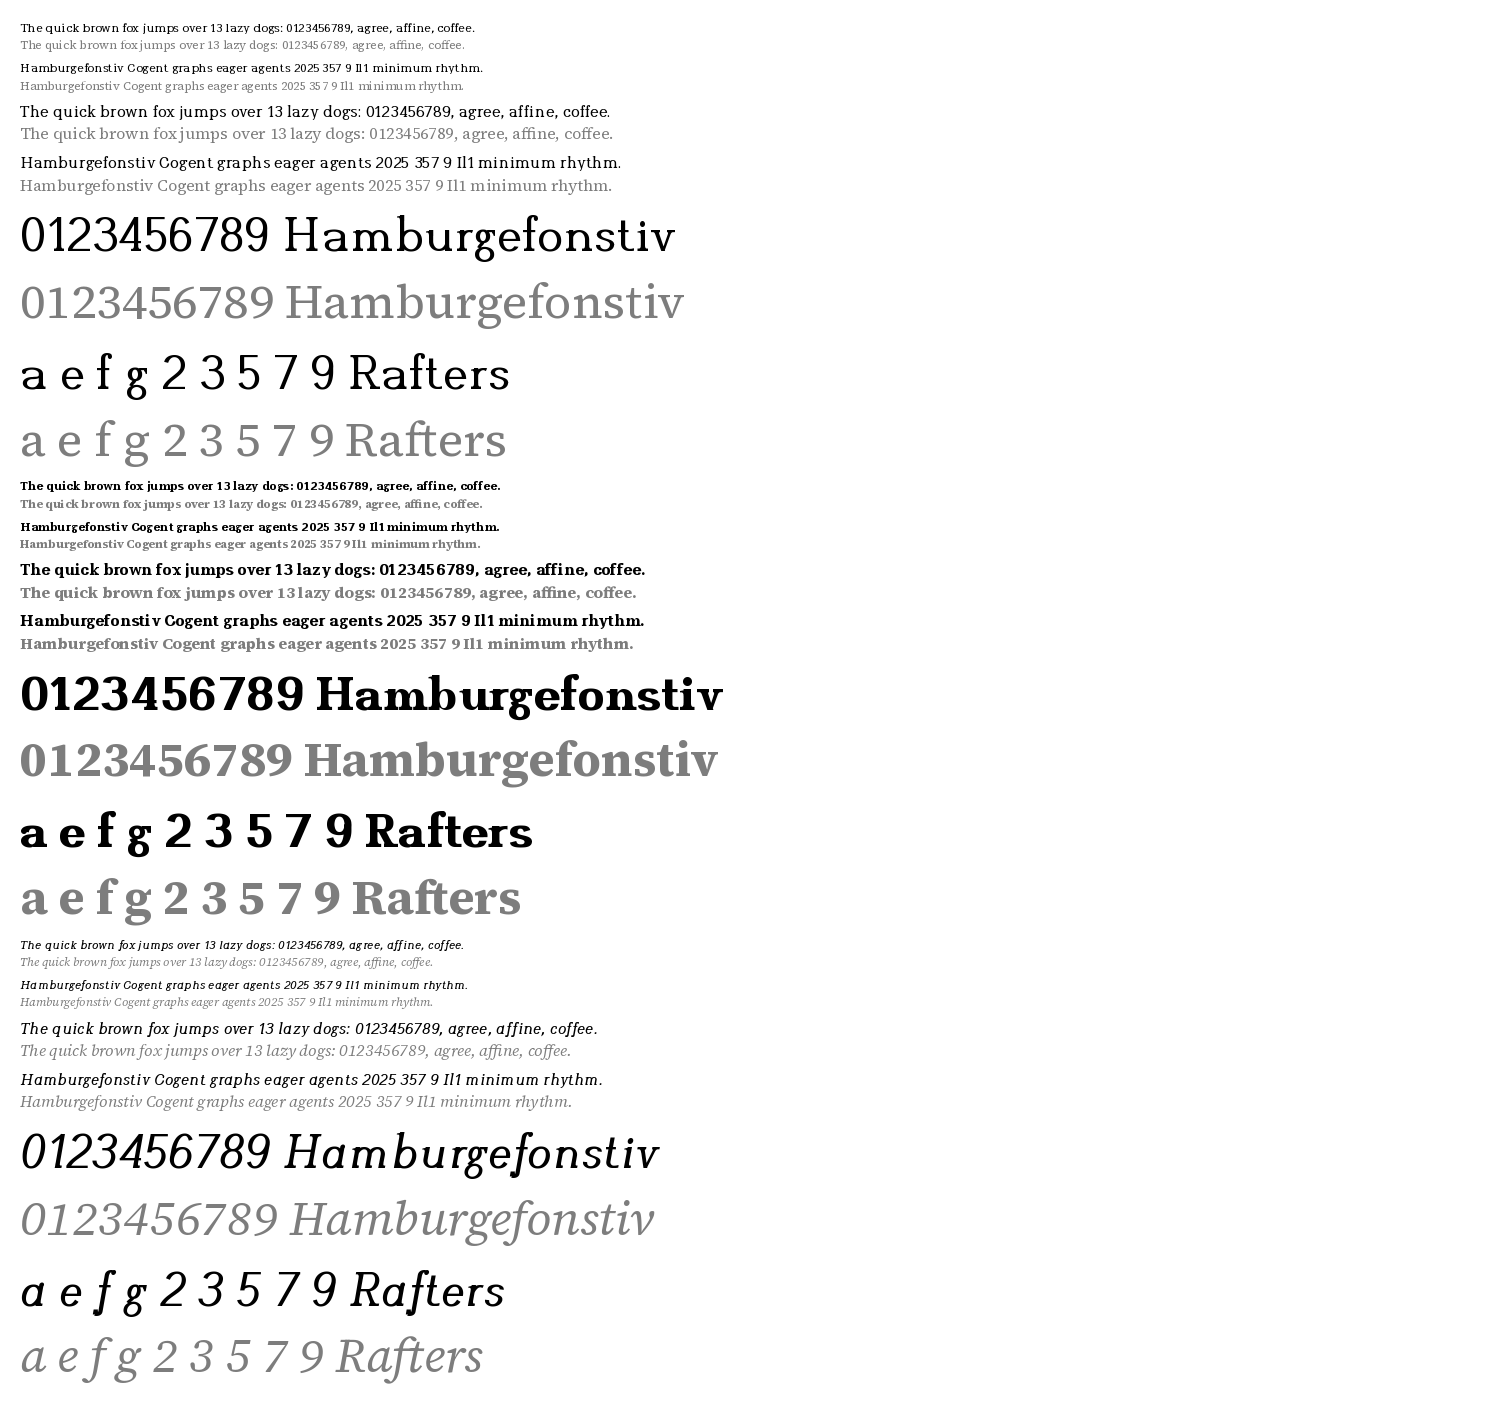 The quick brown fox jumps over 13 lazy dogs: 0123456789, agree, affine, coffee.
The quick brown fox jumps over 13 lazy dogs: 0123456789, agree, affine, coffee.
Hamburgefonstiv Cogent graphs eager agents 2025 357 9 Il1 minimum rhythm.
Hamburgefonstiv Cogent graphs eager agents 2025 357 9 Il1 minimum rhythm.
The quick brown fox jumps over 13 lazy dogs: 0123456789, agree, affine, coffee.
The quick brown fox jumps over 13 lazy dogs: 0123456789, agree, affine, coffee.
Hamburgefonstiv Cogent graphs eager agents 2025 357 9 Il1 minimum rhythm.
Hamburgefonstiv Cogent graphs eager agents 2025 357 9 Il1 minimum rhythm.
0123456789 Hamburgefonstiv
0123456789 Hamburgefonstiv
a e f g 2 3 5 7 9 Rafters
a e f g 2 3 5 7 9 Rafters
The quick brown fox jumps over 13 lazy dogs: 0123456789, agree, affine, coffee.
The quick brown fox jumps over 13 lazy dogs: 0123456789, agree, affine, coffee.
Hamburgefonstiv Cogent graphs eager agents 2025 357 9 Il1 minimum rhythm.
Hamburgefonstiv Cogent graphs eager agents 2025 357 9 Il1 minimum rhythm.
The quick brown fox jumps over 13 lazy dogs: 0123456789, agree, affine, coffee.
The quick brown fox jumps over 13 lazy dogs: 0123456789, agree, affine, coffee.
Hamburgefonstiv Cogent graphs eager agents 2025 357 9 Il1 minimum rhythm.
Hamburgefonstiv Cogent graphs eager agents 2025 357 9 Il1 minimum rhythm.
0123456789 Hamburgefonstiv
0123456789 Hamburgefonstiv
a e f g 2 3 5 7 9 Rafters
a e f g 2 3 5 7 9 Rafters
The quick brown fox jumps over 13 lazy dogs: 0123456789, agree, affine, coffee.
The quick brown fox jumps over 13 lazy dogs: 0123456789, agree, affine, coffee.
Hamburgefonstiv Cogent graphs eager agents 2025 357 9 Il1 minimum rhythm.
Hamburgefonstiv Cogent graphs eager agents 2025 357 9 Il1 minimum rhythm.
The quick brown fox jumps over 13 lazy dogs: 0123456789, agree, affine, coffee.
The quick brown fox jumps over 13 lazy dogs: 0123456789, agree, affine, coffee.
Hamburgefonstiv Cogent graphs eager agents 2025 357 9 Il1 minimum rhythm.
Hamburgefonstiv Cogent graphs eager agents 2025 357 9 Il1 minimum rhythm.
0123456789 Hamburgefonstiv
0123456789 Hamburgefonstiv
a e f g 2 3 5 7 9 Rafters
a e f g 2 3 5 7 9 Rafters